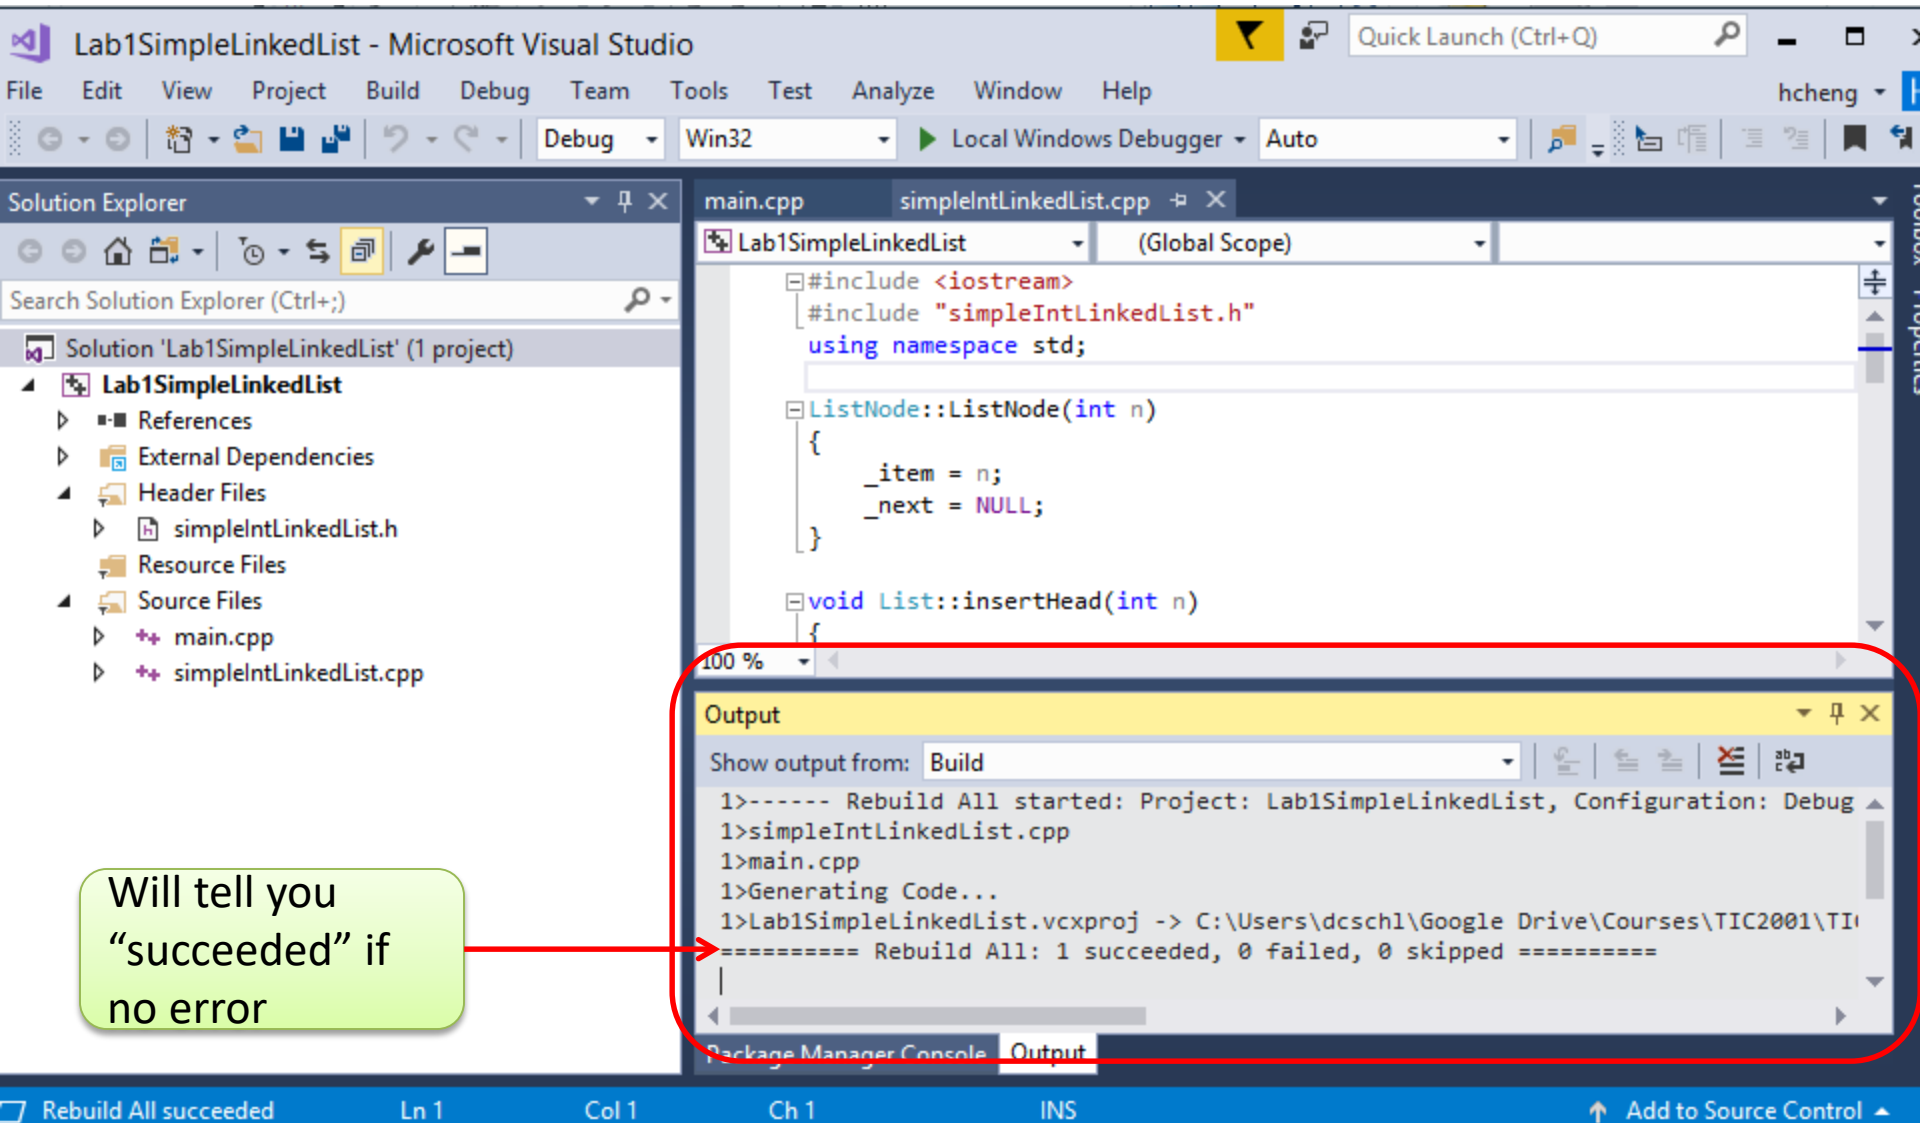 Lab1SimpleLinkedList - Microsoft Visual Studio
Quick Launch (Ctrl+Q)
File Edit View Project Build Debug Team Tools Test Analyze Window Help
hcheng
Debug
Win32
Local Windows Debugger
Auto
Solution Explorer
Search Solution Explorer (Ctrl+;)
Solution 'Lab1SimpleLinkedList' (1 project)
Lab1SimpleLinkedList
References
External Dependencies
Header Files
simpleIntLinkedList.h
Resource Files
Source Files
main.cpp
simpleIntLinkedList.cpp
main.cpp
simpleIntLinkedList.cpp
Lab1SimpleLinkedList
(Global Scope)
#include <iostream>
#include "simpleIntLinkedList.h"
using namespace std;
ListNode::ListNode(int n)
{
_item = n;
_next = NULL;
}
void List::insertHead(int n)
{
100 %
Output
Show output from: Build
1>------ Rebuild All started: Project: Lab1SimpleLinkedList, Configuration: Debug
1>simpleIntLinkedList.cpp
1>main.cpp
1>Generating Code...
1>Lab1SimpleLinkedList.vcxproj -> C:\Users\dcschl\Google Drive\Courses\TIC2001\TI
========== Rebuild All: 1 succeeded, 0 failed, 0 skipped ==========
Package Manager Console
Output
Toolbox
Properties
Will tell you
“succeeded” if
no error
Rebuild All succeeded
Ln 1
Col 1
Ch 1
INS
Add to Source Control